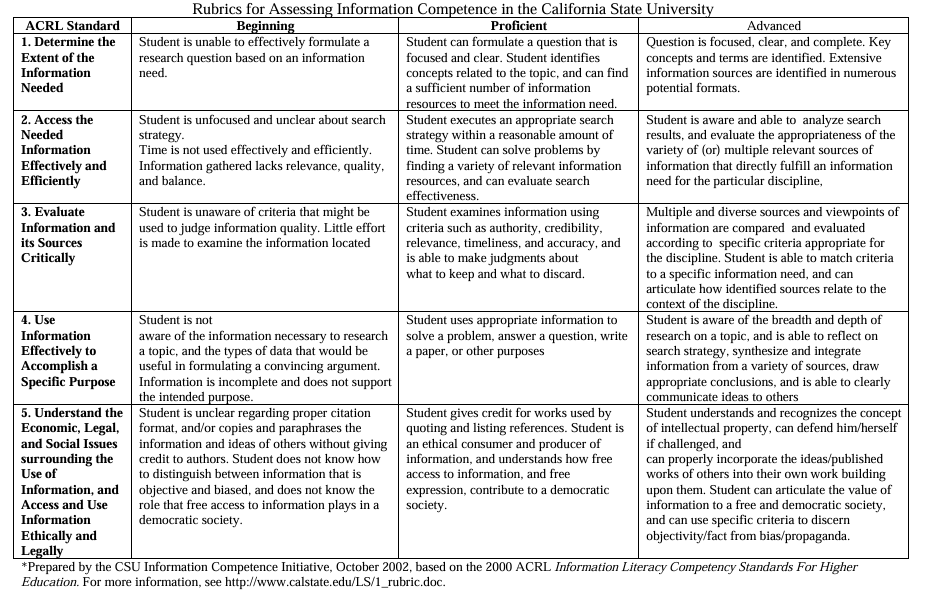 Rubrics for Assessing Information Competence in the California State University
ACRL Standard
Beginning
Proficient
Advanced
1. Determine the
Extent of the
Information
Needed
Student is unable to effectively formulate a
research question based on an information
need.
Student can formulate a question that is
focused and clear. Student identifies
concepts related to the topic, and can find
a sufficient number of information
resources to meet the information need.
Question is focused, clear, and complete. Key
concepts and terms are identified. Extensive
information sources are identified in numerous
potential formats.
2. Access the
Needed
Information
Effectively and
Efficiently
Student is unfocused and unclear about search
strategy.
Time is not used effectively and efficiently.
Information gathered lacks relevance, quality,
and balance.
Student executes an appropriate search
strategy within a reasonable amount of
time. Student can solve problems by
finding a variety of relevant information
resources, and can evaluate search
effectiveness.
Student is aware and able to analyze search
results, and evaluate the appropriateness of the
variety of (or) multiple relevant sources of
information that directly fulfill an information
need for the particular discipline,
3. Evaluate
Information and
its Sources
Critically
Student is unaware of criteria that might be
used to judge information quality. Little effort
is made to examine the information located
Student examines information using
criteria such as authority, credibility,
relevance, timeliness, and accuracy, and
is able to make judgments about
what to keep and what to discard.
Multiple and diverse sources and viewpoints of
information are compared and evaluated
according to specific criteria appropriate for
the discipline. Student is able to match criteria
to a specific information need, and can
articulate how identified sources relate to the
context of the discipline.
4. Use
Information
Effectively to
Accomplish a
Specific Purpose
Student is not
aware of the information necessary to research
a topic, and the types of data that would be
useful in formulating a convincing argument.
Information is incomplete and does not support
the intended purpose.
Student uses appropriate information to
solve a problem, answer a question, write
a paper, or other purposes
Student is aware of the breadth and depth of
research on a topic, and is able to reflect on
search strategy, synthesize and integrate
information from a variety of sources, draw
appropriate conclusions, and is able to clearly
communicate ideas to others
5. Understand the
Economic, Legal,
and Social Issues
surrounding the
Use of
Information, and
Access and Use
Information
Ethically and
Legally
Student is unclear regarding proper citation
format, and/or copies and paraphrases the
information and ideas of others without giving
credit to authors. Student does not know how
to distinguish between information that is
objective and biased, and does not know the
role that free access to information plays in a
democratic society.
Student gives credit for works used by
quoting and listing references. Student is
an ethical consumer and producer of
information, and understands how free
access to information, and free
expression, contribute to a democratic
society.
Student understands and recognizes the concept
of intellectual property, can defend him/herself
if challenged, and
can properly incorporate the ideas/published
works of others into their own work building
upon them. Student can articulate the value of
information to a free and democratic society,
and can use specific criteria to discern
objectivity/fact from bias/propaganda.
*Prepared by the CSU Information Competence Initiative, October 2002, based on the 2000 ACRL Information Literacy Competency Standards For Higher
Education. For more information, see http://www.calstate.edu/LS/1_rubric.doc.